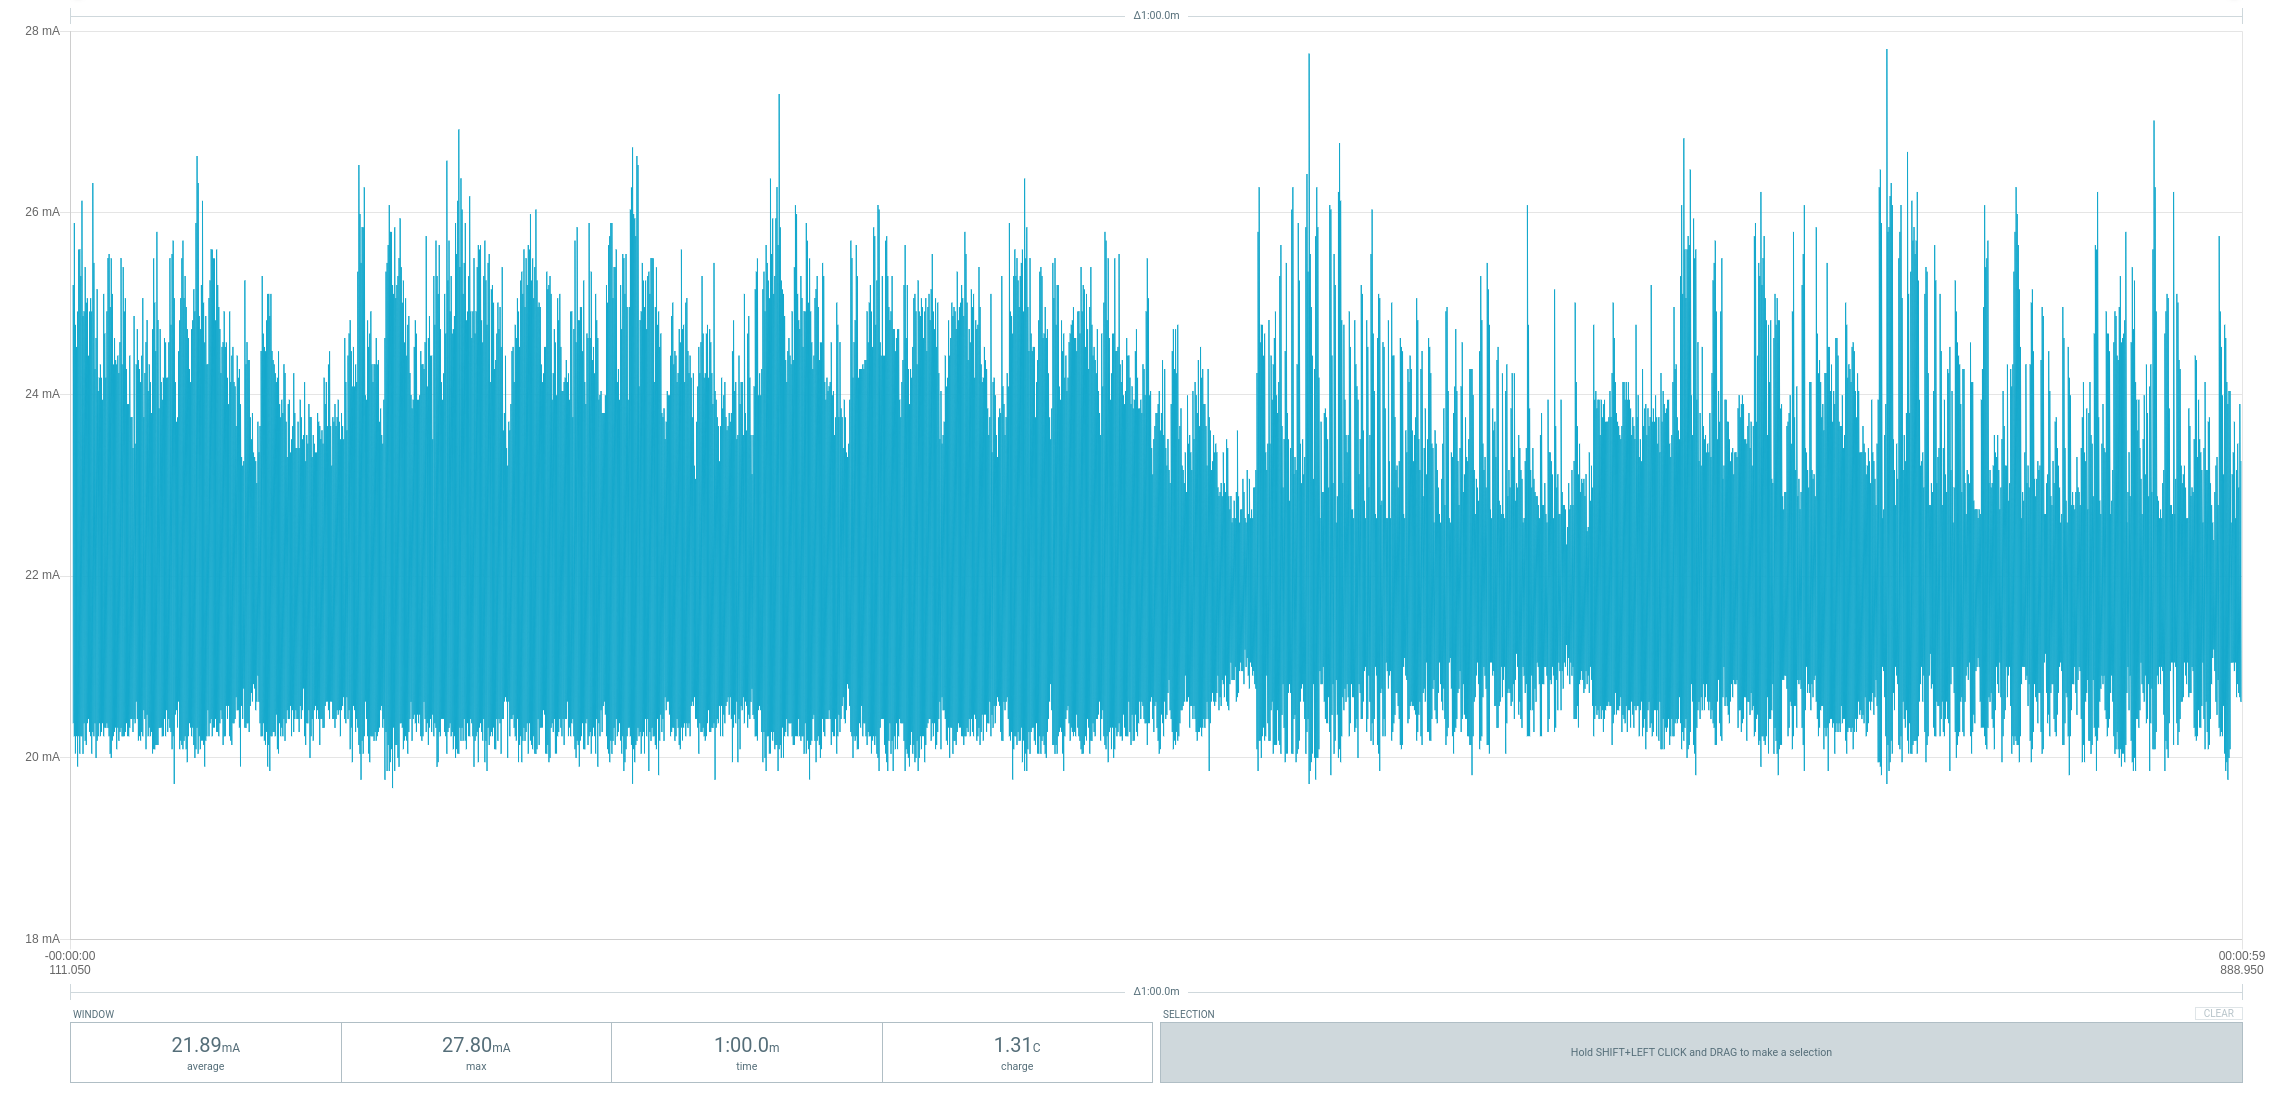 Δ1:00.0m
28 mA
26 mA
24 mA
22 mA
20 mA
18 mA
-00:00:00
111.050
00:00:59
888.950
Δ1:00.0m
WINDOW
21.89mA
average
27.80mA
max
1:00.0m
time
1.31C
charge
SELECTION
CLEAR
Hold SHIFT+LEFT CLICK and DRAG to make a selection